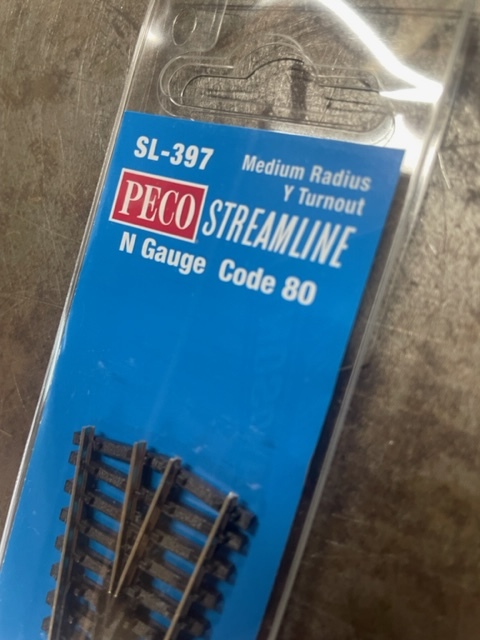 SL-397
Medium Radius
Y Turnout
PECO STREAMLINE
N Gauge Code 80